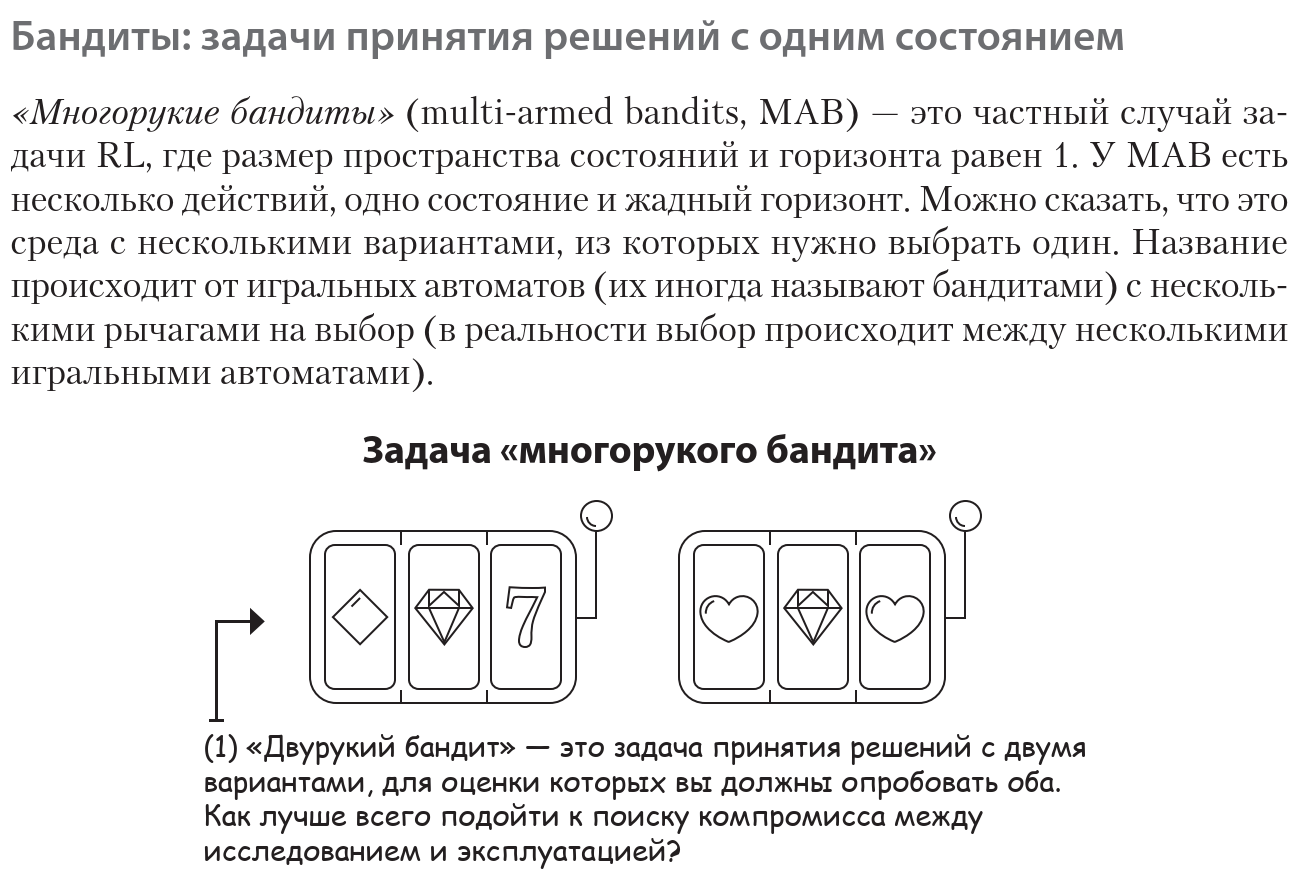 Бандиты: задачи принятия решений с одним состоянием
«Многорукие бандиты» (multi-armed bandits, MAB) — это частный случай за-
дачи RL, где размер пространства состояний и горизонта равен 1. У MAB есть
несколько действий, одно состояние и жадный горизонт. Можно сказать, что это
среда с несколькими вариантами, из которых нужно выбрать один. Название
происходит от игральных автоматов (их иногда называют бандитами) с несколь-
кими рычагами на выбор (в реальности выбор происходит между несколькими
игральными автоматами).
Задача «многорукого бандита»
7
(1) «Двурукий бандит» — это задача принятия решений с двумя
вариантами, для оценки которых вы должны опробовать оба.
Как лучше всего подойти к поиску компромисса между
исследованием и эксплуатацией?